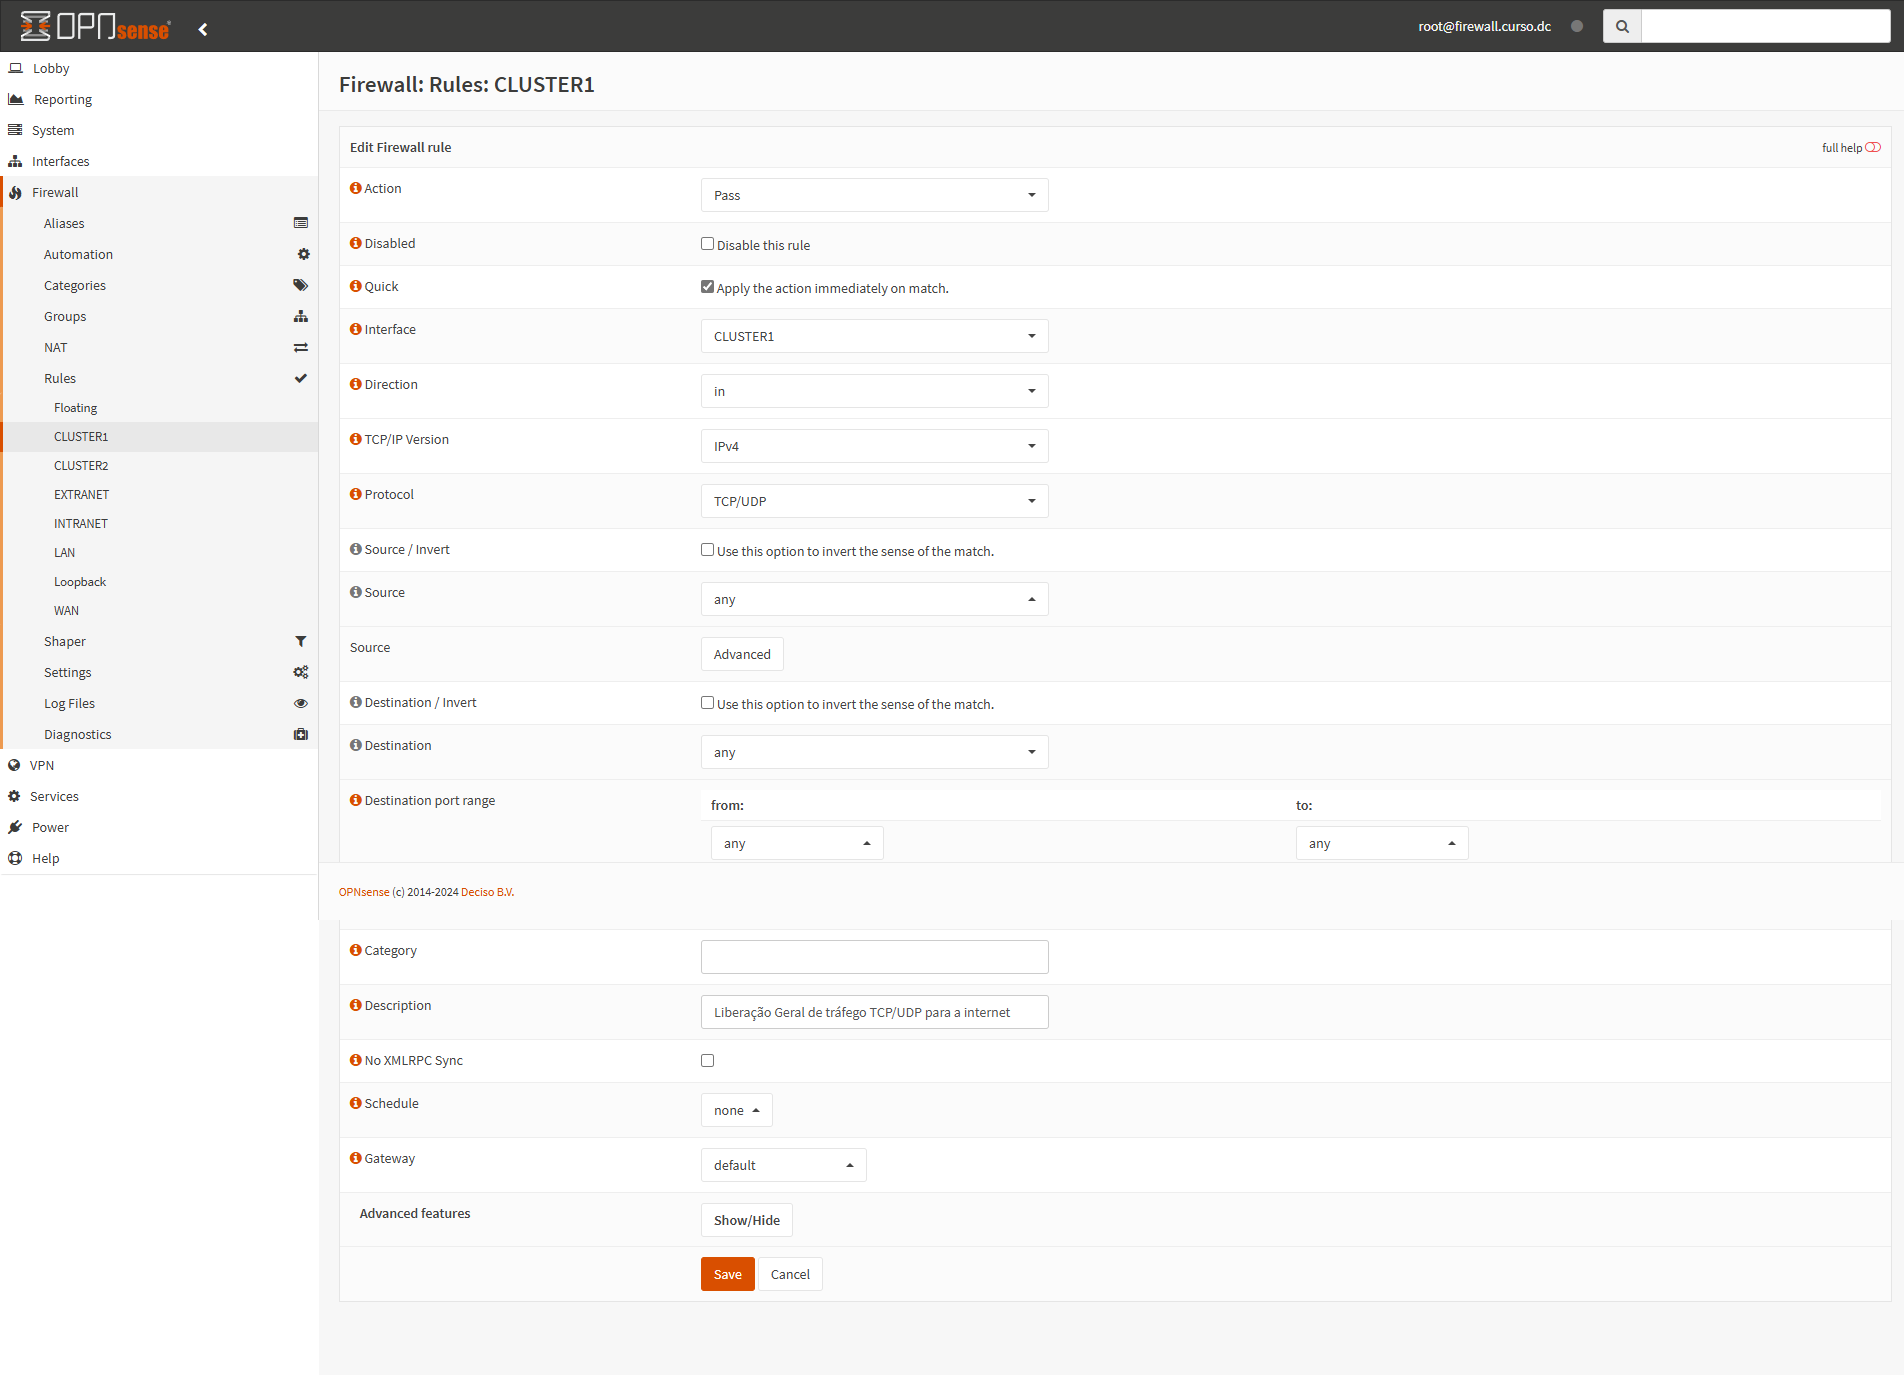 OPNsense
root@firewall.curso.dc
Lobby
Reporting
System
Interfaces
Firewall
Aliases
Automation
Categories
Groups
NAT
Rules
Floating
CLUSTER1
CLUSTER2
EXTRANET
INTRANET
LAN
Loopback
WAN
Shaper
Settings
Log Files
Diagnostics
VPN
Services
Power
Help
Firewall: Rules: CLUSTER1
Edit Firewall rule
full help
Action
Pass
Disabled
Disable this rule
Quick
Apply the action immediately on match.
Interface
CLUSTER1
Direction
in
TCP/IP Version
IPv4
Protocol
TCP/UDP
Source / Invert
Use this option to invert the sense of the match.
Source
any
Source
Advanced
Destination / Invert
Use this option to invert the sense of the match.
Destination
any
Destination port range
from:
to:
any
any
OPNsense (c) 2014-2024 Deciso B.V.
Category
Description
Liberação Geral de tráfego TCP/UDP para a internet
No XMLRPC Sync
Schedule
none
Gateway
default
Advanced features
Show/Hide
Save
Cancel